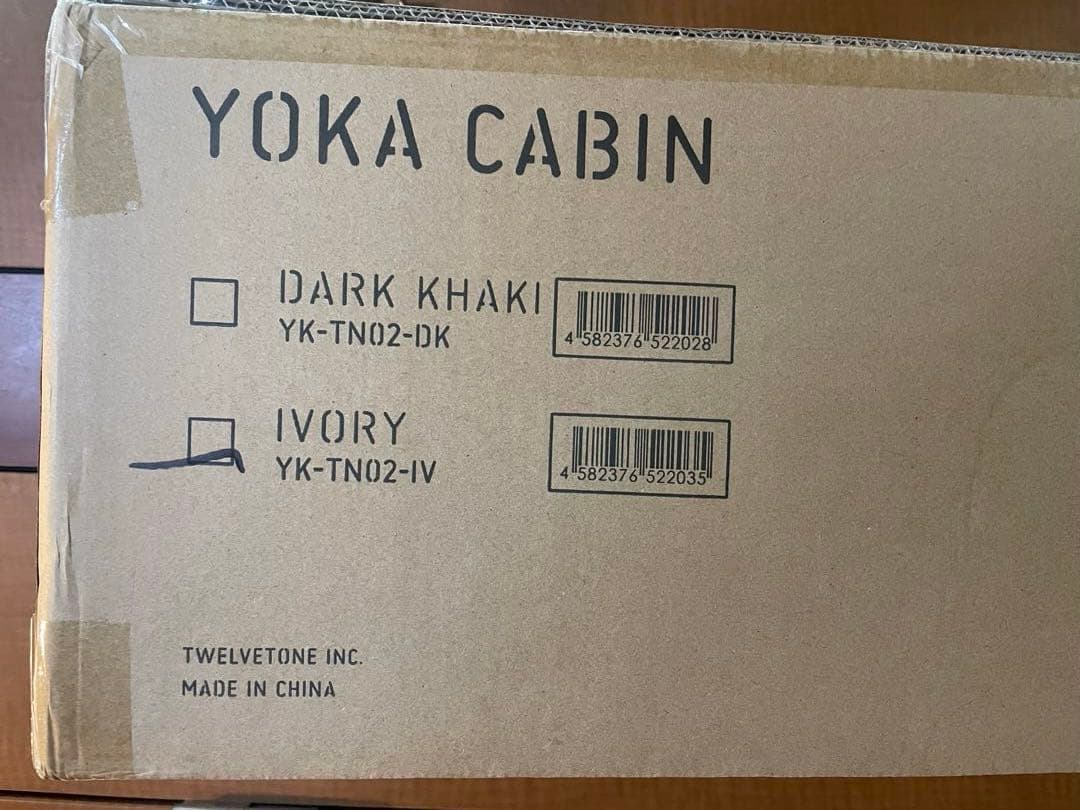 YOKA CABIN
DARK KHAKI
YK-TN02-DK
4 582376 522028
IVORY
YK-TN02-IV
4 582376 522035
TWELVETONE INC.
MADE IN CHINA